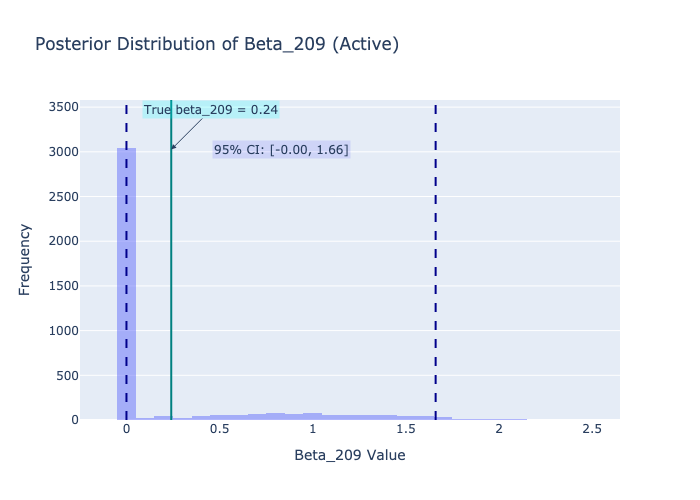 Posterior Distribution of Beta_209 (Active)
True beta_209 = 0.24
95% CI: [-0.00, 1.66]
Frequency
3500
3000
2500
2000
1500
1000
500
0
0
0.5
1
1.5
2
2.5
Beta_209 Value